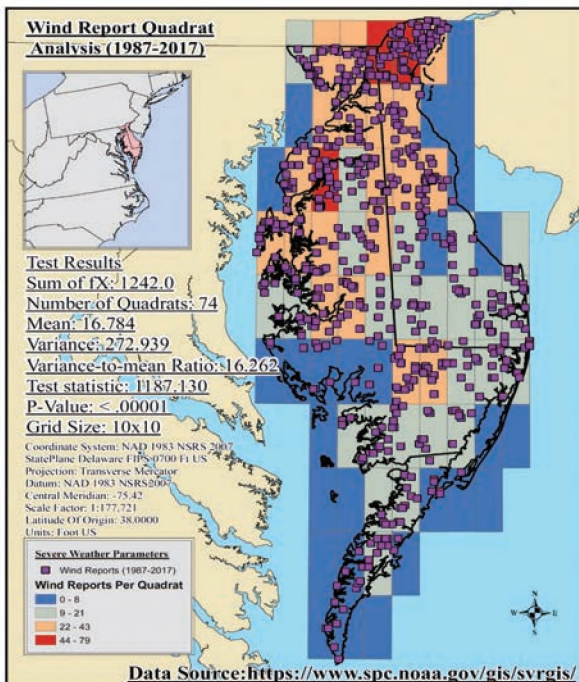 Wind Report Quadrat
Analysis (1987-2017)
Test Results
Sum of fX: 1242.0
Number of Quadrats: 74
Mean: 16.784
Variance: 272.939
Variance-to-mean Ratio: 16.262
Test statistic: 1187.130
P-Value: < .00001
Grid Size: 10x10
Coordinate System: NAD 1983 NSRS 2007
StatePlane Delaware FIPS 0700 Ft US
Projection: Transverse Mercator
Datum: NAD 1983 NSRS2007
Central Meridian: -75.42
Scale Factor: 1:177,721
Latitude Of Origin: 38.0000
Units: Foot US
Severe Weather Parameters
Wind Reports (1987-2017)
Wind Reports Per Quadrat
0 - 8
9 - 21
22 - 43
44 - 79
N
W E
S
Data Source:https://www.spc.noaa.gov/gis/svrgis/